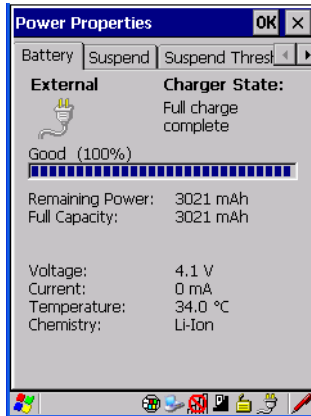 Power Properties OK
Battery Suspend Suspend Thresh
External Charger State:
Full charge
complete
Good (100%)
Remaining Power: 3021 mAh
Full Capacity: 3021 mAh
Voltage: 4.1 V
Current: 0 mA
Temperature: 34.0 °C
Chemistry: Li-Ion